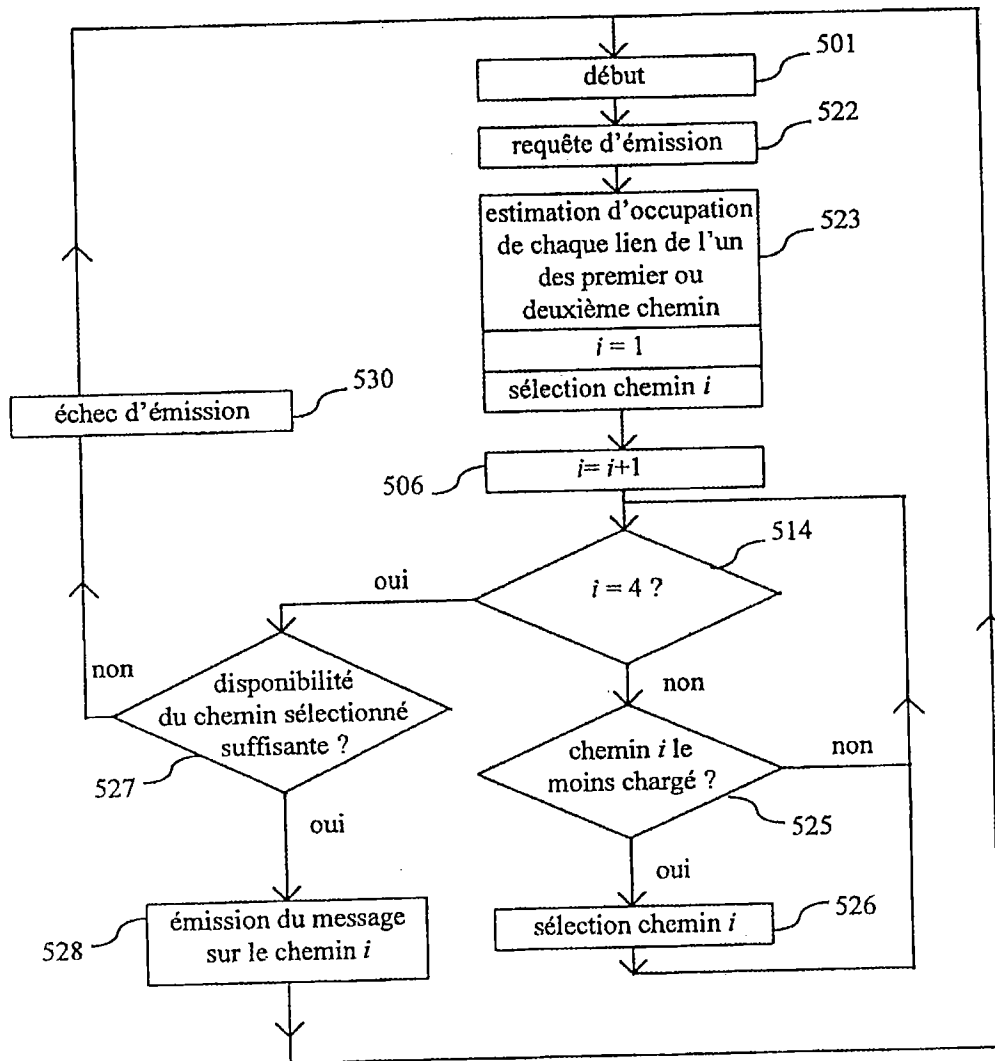 début
501
requête d'émission
522
estimation d'occupation
de chaque lien de l'un
des premier ou
deuxième chemin
523
i = 1
sélection chemin i
échec d'émission
530
i= i+1
506
514
i = 4 ?
oui
non
non
disponibilité
du chemin sélectionné
suffisante ?
527
chemin i le
moins chargé ?
non
525
oui
oui
émission du message
sur le chemin i
528
sélection chemin i
526